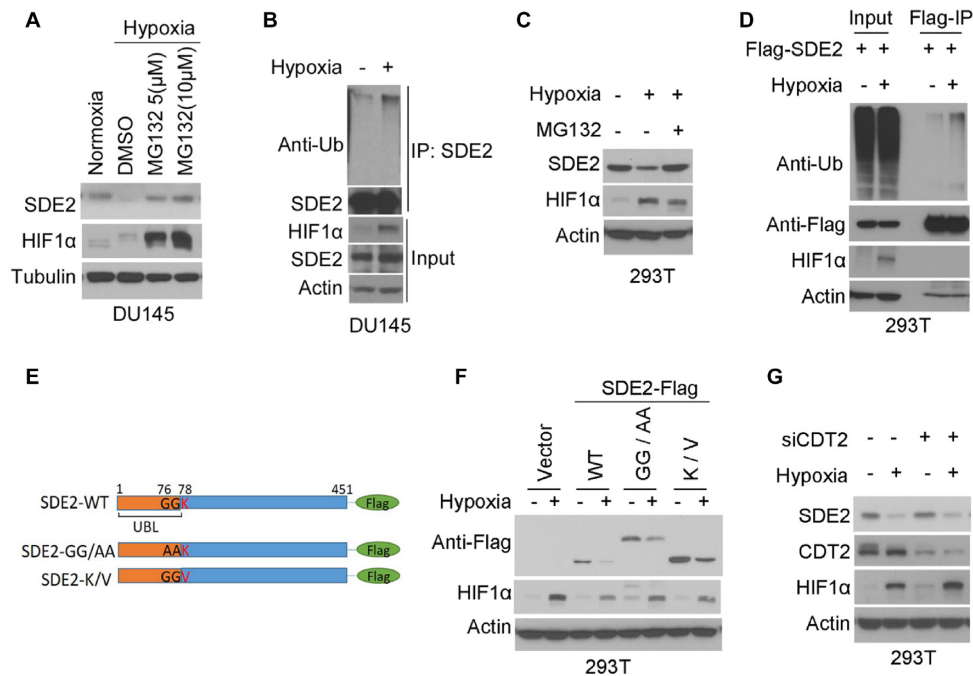 A
Hypoxia
Normoxia
DMSO
MG132 5(μM)
MG132(10μM)
SDE2
HIF1α
Tubulin
DU145
B
Hypoxia - +
Anti-Ub
SDE2
IP: SDE2
HIF1α
SDE2
Actin
Input
DU145
C
Hypoxia - + +
MG132 - - +
SDE2
HIF1α
Actin
293T
D
Input Flag-IP
Flag-SDE2 + + + +
Hypoxia - + - +
Anti-Ub
Anti-Flag
HIF1α
Actin
293T
E
1 76 78 451
SDE2-WT GGK Flag
UBL
SDE2-GG/AA AAK Flag
SDE2-K/V GGV Flag
F
SDE2-Flag
Vector
WT
GG / AA
K / V
Hypoxia - + - + - + - +
Anti-Flag
HIF1α
Actin
293T
G
siCDT2 - - + +
Hypoxia - + - +
SDE2
CDT2
HIF1α
Actin
293T